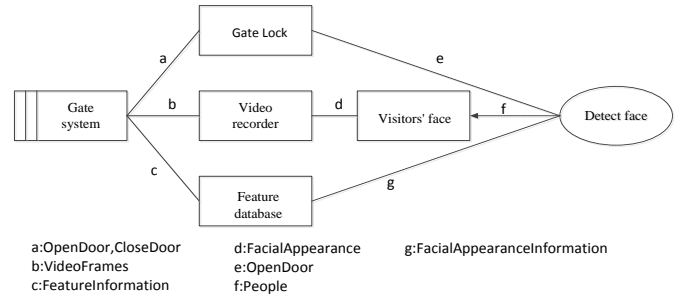 Gate Lock
a
e
Gate
system
b
Video
recorder
d
Visitors' face
f
Detect face
c
g
Feature
database
a:OpenDoor,CloseDoor
b:VideoFrames
c:FeatureInformation
d:FacialAppearance
e:OpenDoor
f:People
g:FacialAppearanceInformation